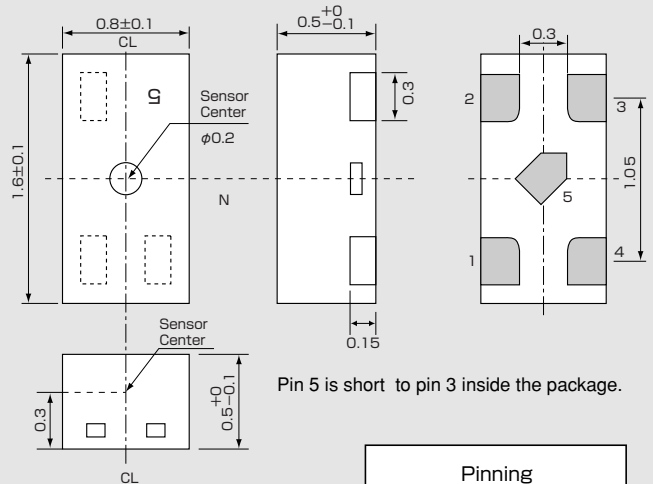 0.8±0.1
CL
+0
0.5-0.1
0.3
5
Sensor
Center
φ0.2
0.3
2
3
1.6±0.1
N
1.05
5
1
4
0.15
Sensor
Center
Pin 5 is short to pin 3 inside the package.
0.3
+0
0.5-0.1
CL
Pinning